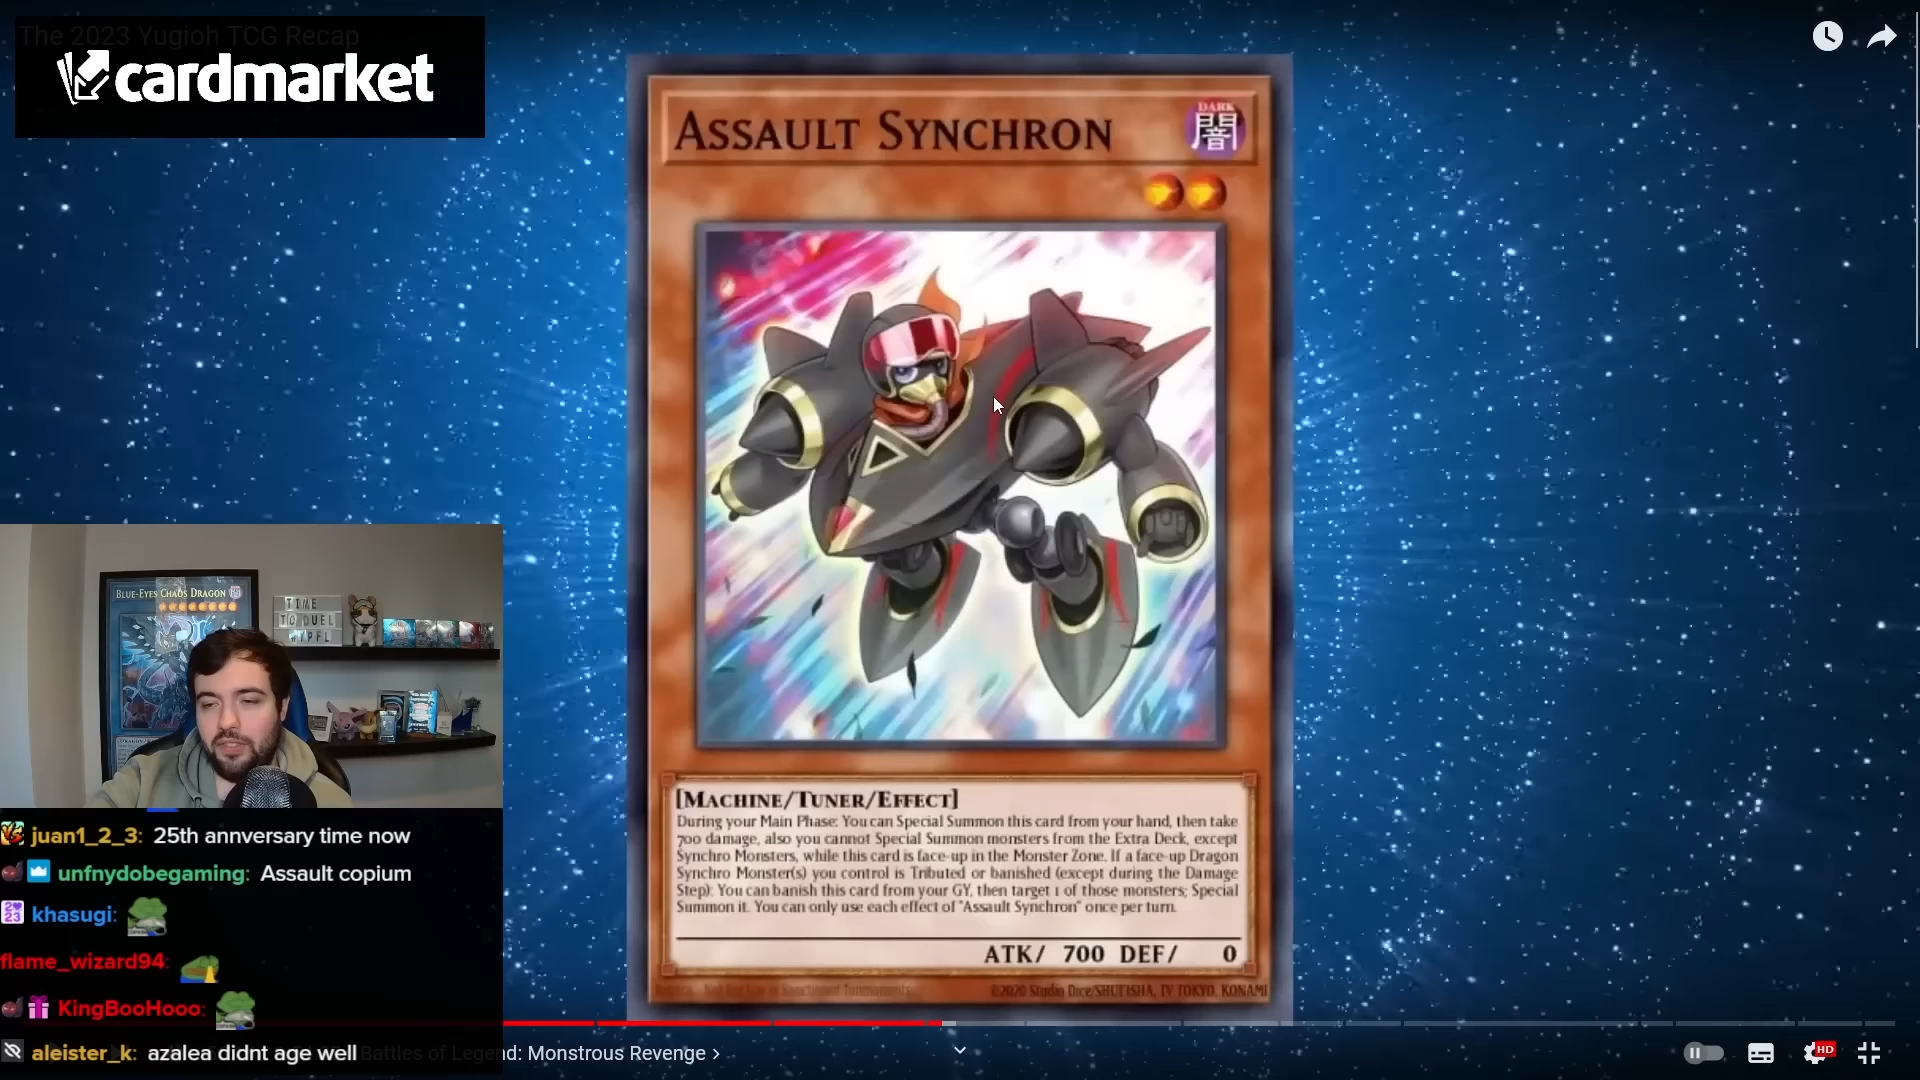 The 2023 Yugioh TCG Recap
cardmarket
ASSAULT SYNCHRON
DARK
闇
[MACHINE/TUNER/EFFECT]
During your Main Phase: You can Special Summon this card from your hand, then take
700 damage, also you cannot Special Summon monsters from the Extra Deck, except
Synchro Monsters, while this card is face-up in the Monster Zone. If a face-up Dragon
Synchro Monster(s) you control is Tributed or banished (except during the Damage
Step): You can banish this card from your GY, then target 1 of those monsters; Special
Summon it. You can only use each effect of "Assault Synchron" once per turn.
ATK/ 700 DEF/ 0
©2020 Studio Dice/SHUEISHA, TV TOKYO, KONAMI
BLUE-EYES CHAOS DRAGON
TIME
TO DUEL
juan1_2_3: 25th annversary time now
unfnydobegaming: Assault copium
khasugi:
flame_wizard94:
KingBooHooo:
aleister_k: azalea didnt age well
Battles of Legend: Monstrous Revenge
HD